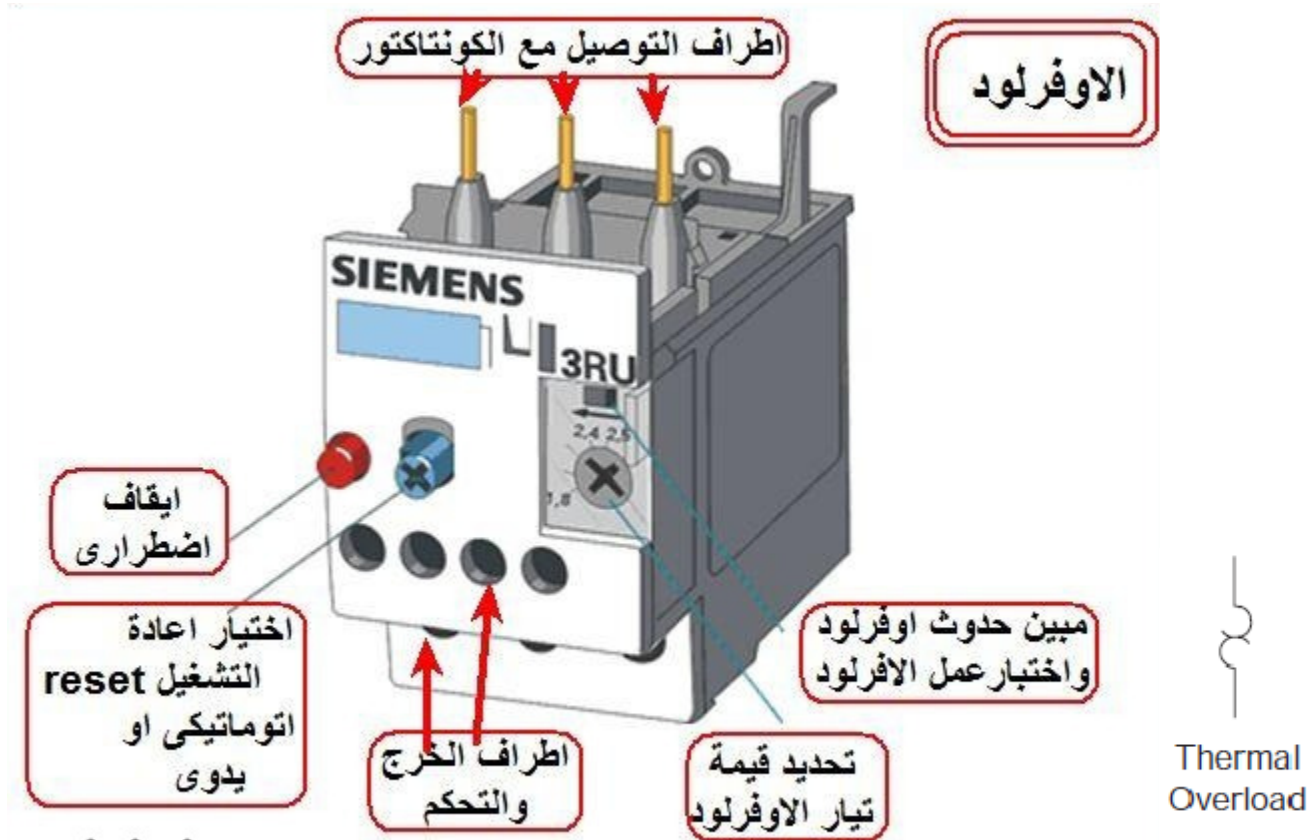 اطراف التوصيل مع الكونتاكتور
الاوفرلود
SIEMENS
3RU
2,4 2,5
1,8
ايقاف
اضطرارى
اختيار اعادة
التشغيل reset
اتوماتيكى او
يدوى
اطراف الخرج
والتحكم
مبين حدوث اوفرلود
واختبارعمل الافرلود
تحديد قيمة
تيار الاوفرلود
Thermal
Overload